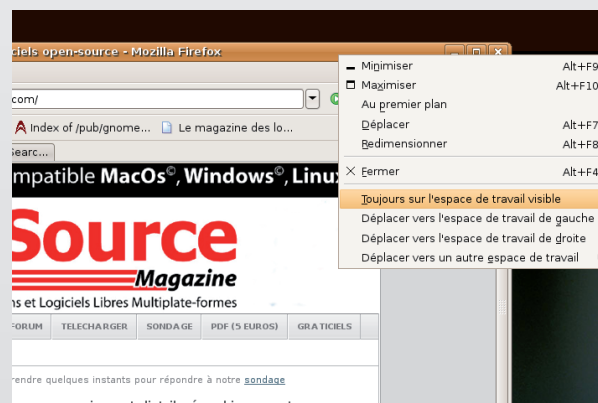 ciels open-source - Mozilla Firefox
Minimiser Alt+F9
Maximiser Alt+F10
Au premier plan
Déplacer Alt+F7
Redimensionner Alt+F8
Fermer Alt+F4
Toujours sur l'espace de travail visible
Déplacer vers l'espace de travail de gauche
Déplacer vers l'espace de travail de droite
Déplacer vers un autre espace de travail
com/
Index of /pub/gnome... Le magazine des lo...
Searc...
mpatible MacOs©, Windows©, Linu
Source
Magazine
ns et Logiciels Libres Multiplate-formes
FORUM TELECHARGER SONDAGE PDF (5 EUROS) GRATICIELS
rendre quelques instants pour répondre à notre sondage